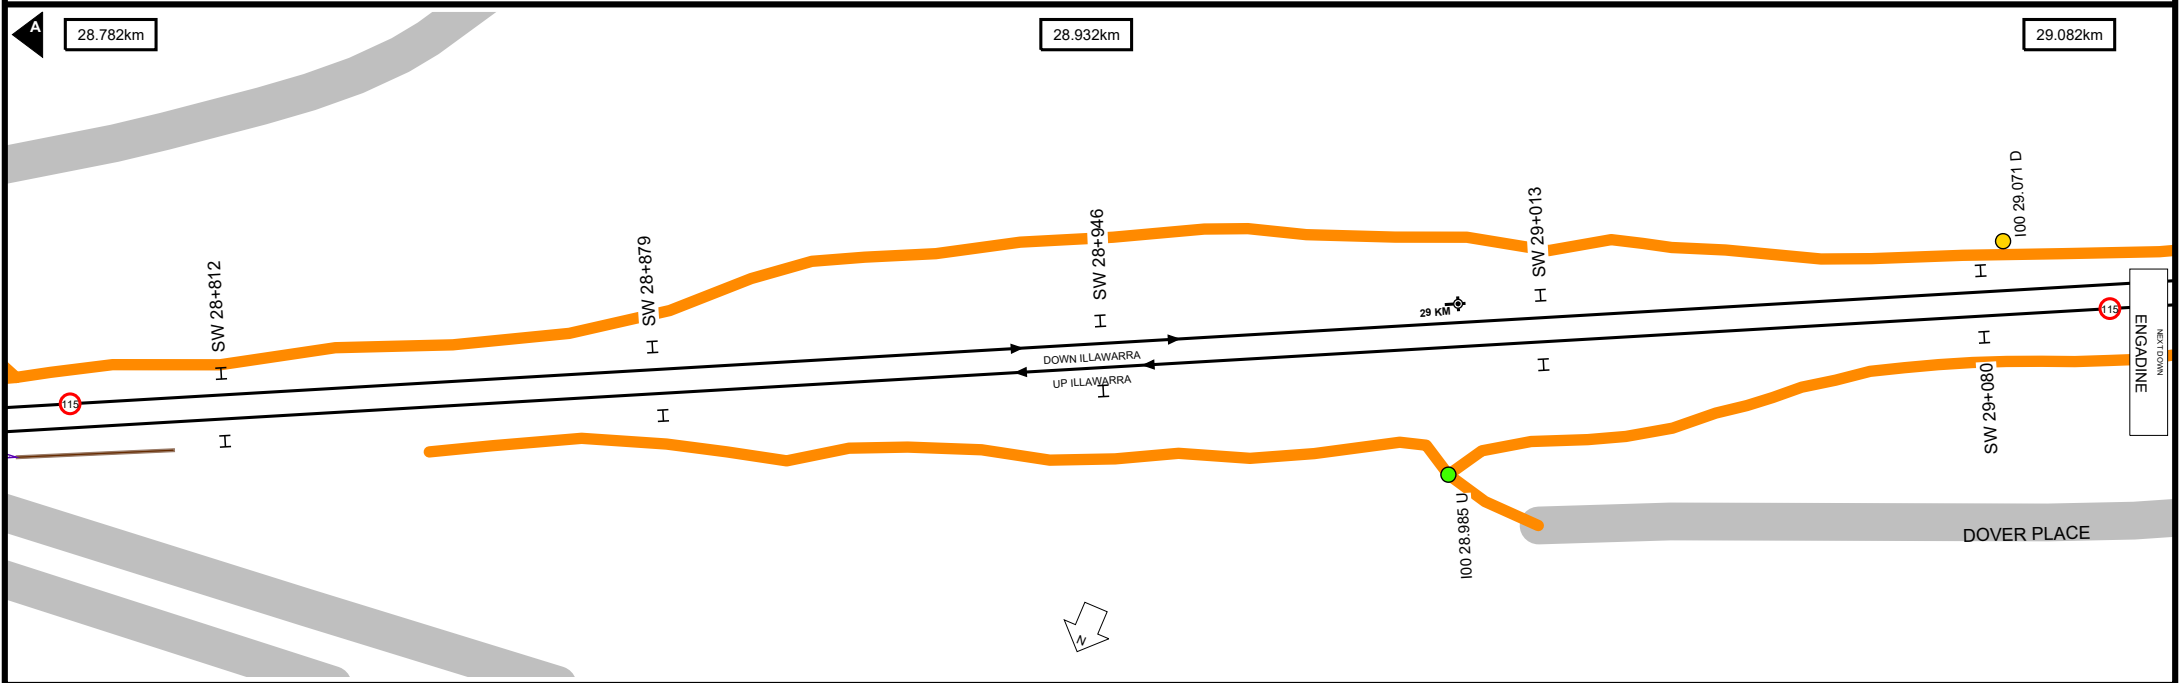 A
28.782km
28.932km
29.082km
I00 29.071 D
SW 29+013
SW 28+946
SW 28+879
SW 28+812
29 KM
115
DOWN ILLAWARRA
UP ILLAWARRA
115
ENGADINE
NEXT DOWN
SW 29+080
I00 28.985 U
DOVER PLACE
N